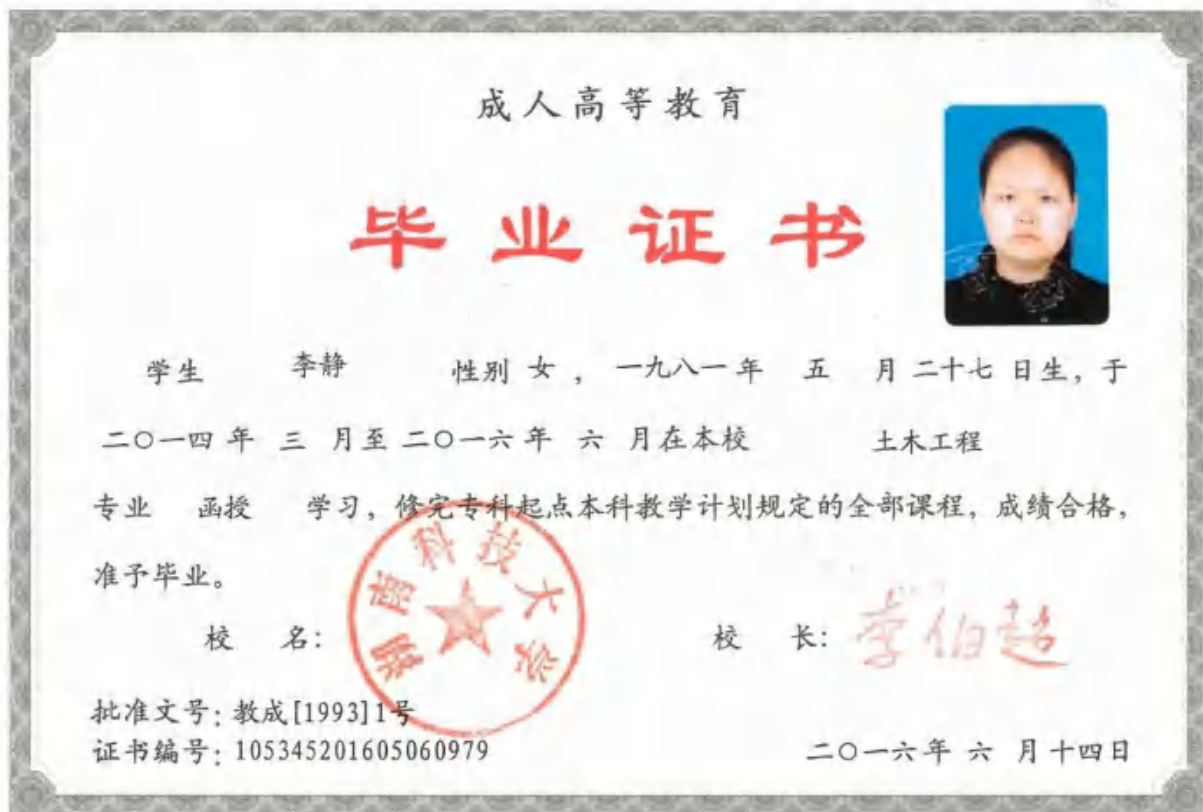 成人高等教育
毕业证书
学生 李静 性别 女 , 一九八一 年 五 月 二十七 日生, 于
二〇一四 年 三 月至 二〇一六 年 六 月在本校 土木工程
专业 函授 学习, 修完专科起点本科教学计划规定的全部课程, 成绩合格,
准予毕业。
湖南科技大学
校 名: 校 长: 李伯超
批准文号: 教成[1993]1号
证书编号: 105345201605060979 二〇一六 年 六 月 十四 日